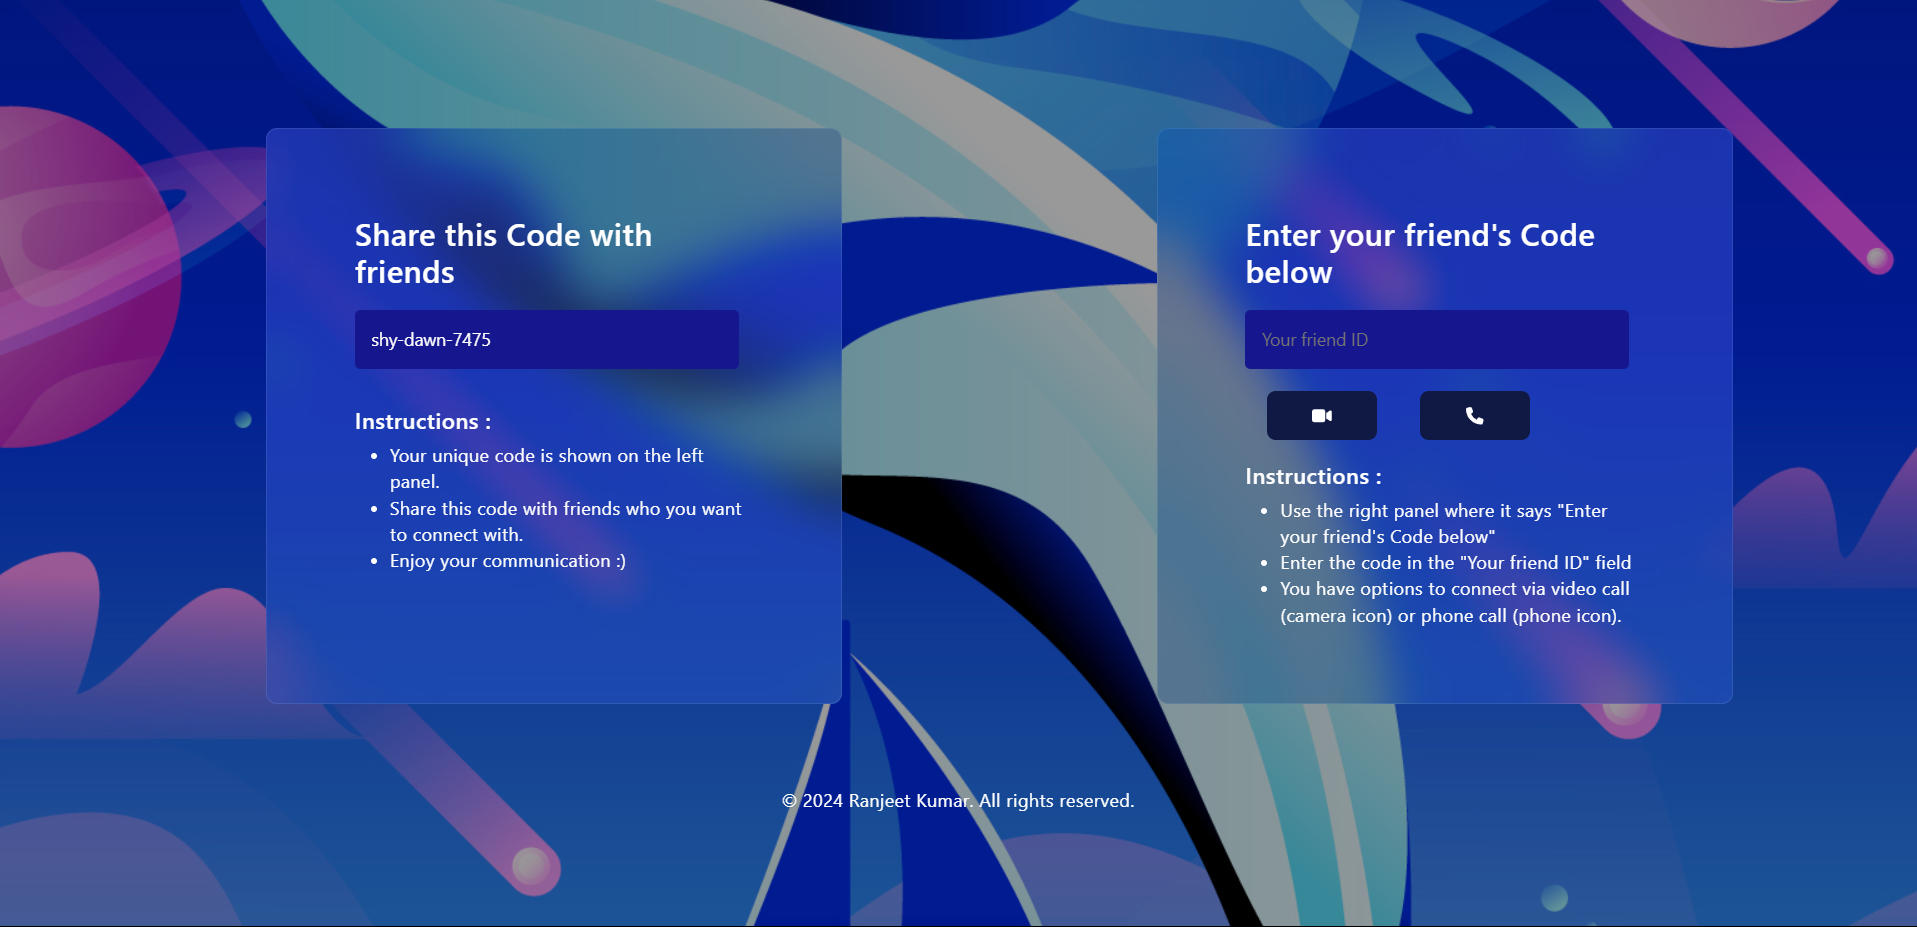 Share this Code with
friends
shy-dawn-7475
Instructions :
Your unique code is shown on the left
panel.
Share this code with friends who you want
to connect with.
Enjoy your communication :)
Enter your friend's Code
below
Your friend ID
Instructions :
Use the right panel where it says "Enter
your friend's Code below"
Enter the code in the "Your friend ID" field
You have options to connect via video call
(camera icon) or phone call (phone icon).
© 2024 Ranjeet Kumar. All rights reserved.